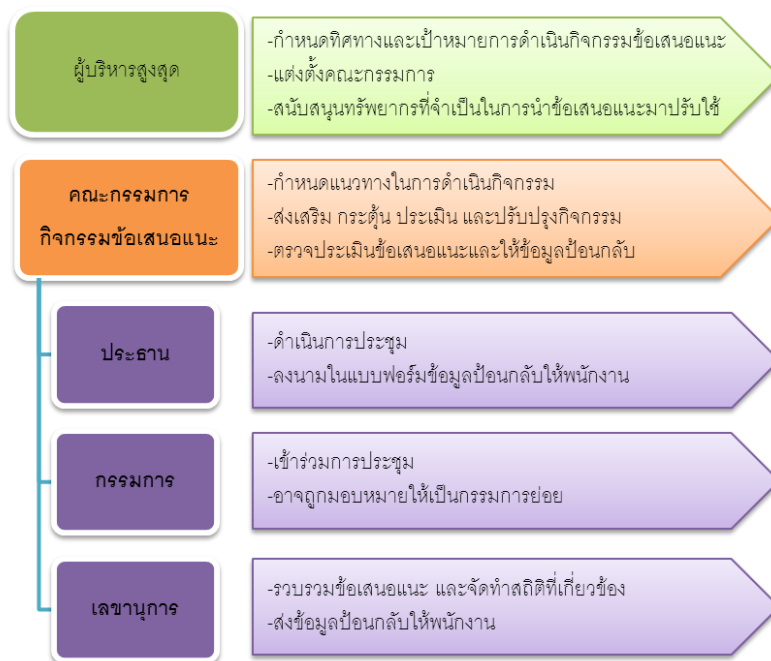 ผู้บริหารสูงสุด
-กำหนดทิศทางและเป้าหมายการดำเนินกิจกรรมข้อเสนอแนะ
-แต่งตั้งคณะกรรมการ
-สนับสนุนทรัพยากรที่จำเป็นในการนำข้อเสนอแนะมาปรับใช้
คณะกรรมการ
กิจกรรมข้อเสนอแนะ
-กำหนดแนวทางในการดำเนินกิจกรรม
-ส่งเสริม กระตุ้น ประเมิน และปรับปรุงกิจกรรม
-ตรวจประเมินข้อเสนอแนะและให้ข้อมูลป้อนกลับ
ประธาน
-ดำเนินการประชุม
-ลงนามในแบบฟอร์มข้อมูลป้อนกลับให้พนักงาน
กรรมการ
-เข้าร่วมการประชุม
-อาจถูกมอบหมายให้เป็นกรรมการย่อย
เลขานุการ
-รวบรวมข้อเสนอแนะ และจัดทำสถิติที่เกี่ยวข้อง
-ส่งข้อมูลป้อนกลับให้พนักงาน